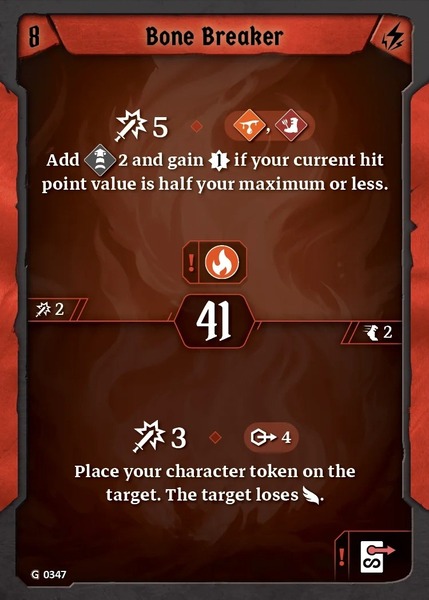 8 Bone Breaker
5 ,
Add 2 and gain 1 if your current hit
point value is half your maximum or less.
!
2
41
2
3 4
Place your character token on the
target. The target loses .
!
G 0347